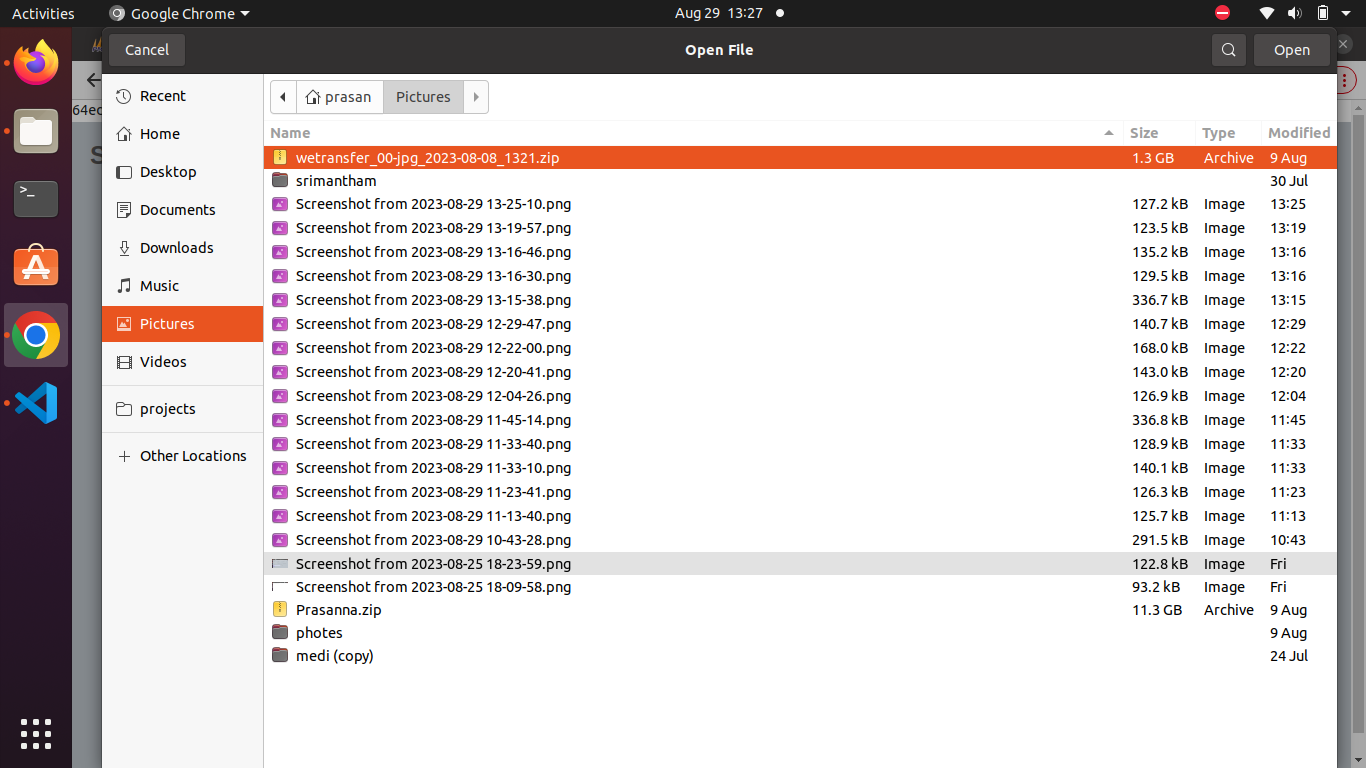 Activities Google Chrome Aug 29 13:27
Cancel Open File Open
64e
Recent
Home
Desktop
Documents
Downloads
Music
Pictures
Videos
projects
Other Locations
prasan Pictures
Name Size Type Modified
wetransfer_00-jpg_2023-08-08_1321.zip 1.3 GB Archive 9 Aug
srimantham 30 Jul
Screenshot from 2023-08-29 13-25-10.png 127.2 kB Image 13:25
Screenshot from 2023-08-29 13-19-57.png 123.5 kB Image 13:19
Screenshot from 2023-08-29 13-16-46.png 135.2 kB Image 13:16
Screenshot from 2023-08-29 13-16-30.png 129.5 kB Image 13:16
Screenshot from 2023-08-29 13-15-38.png 336.7 kB Image 13:15
Screenshot from 2023-08-29 12-29-47.png 140.7 kB Image 12:29
Screenshot from 2023-08-29 12-22-00.png 168.0 kB Image 12:22
Screenshot from 2023-08-29 12-20-41.png 143.0 kB Image 12:20
Screenshot from 2023-08-29 12-04-26.png 126.9 kB Image 12:04
Screenshot from 2023-08-29 11-45-14.png 336.8 kB Image 11:45
Screenshot from 2023-08-29 11-33-40.png 128.9 kB Image 11:33
Screenshot from 2023-08-29 11-33-10.png 140.1 kB Image 11:33
Screenshot from 2023-08-29 11-23-41.png 126.3 kB Image 11:23
Screenshot from 2023-08-29 11-13-40.png 125.7 kB Image 11:13
Screenshot from 2023-08-29 10-43-28.png 291.5 kB Image 10:43
Screenshot from 2023-08-25 18-23-59.png 122.8 kB Image Fri
Screenshot from 2023-08-25 18-09-58.png 93.2 kB Image Fri
Prasanna.zip 11.3 GB Archive 9 Aug
photes 9 Aug
medi (copy) 24 Jul